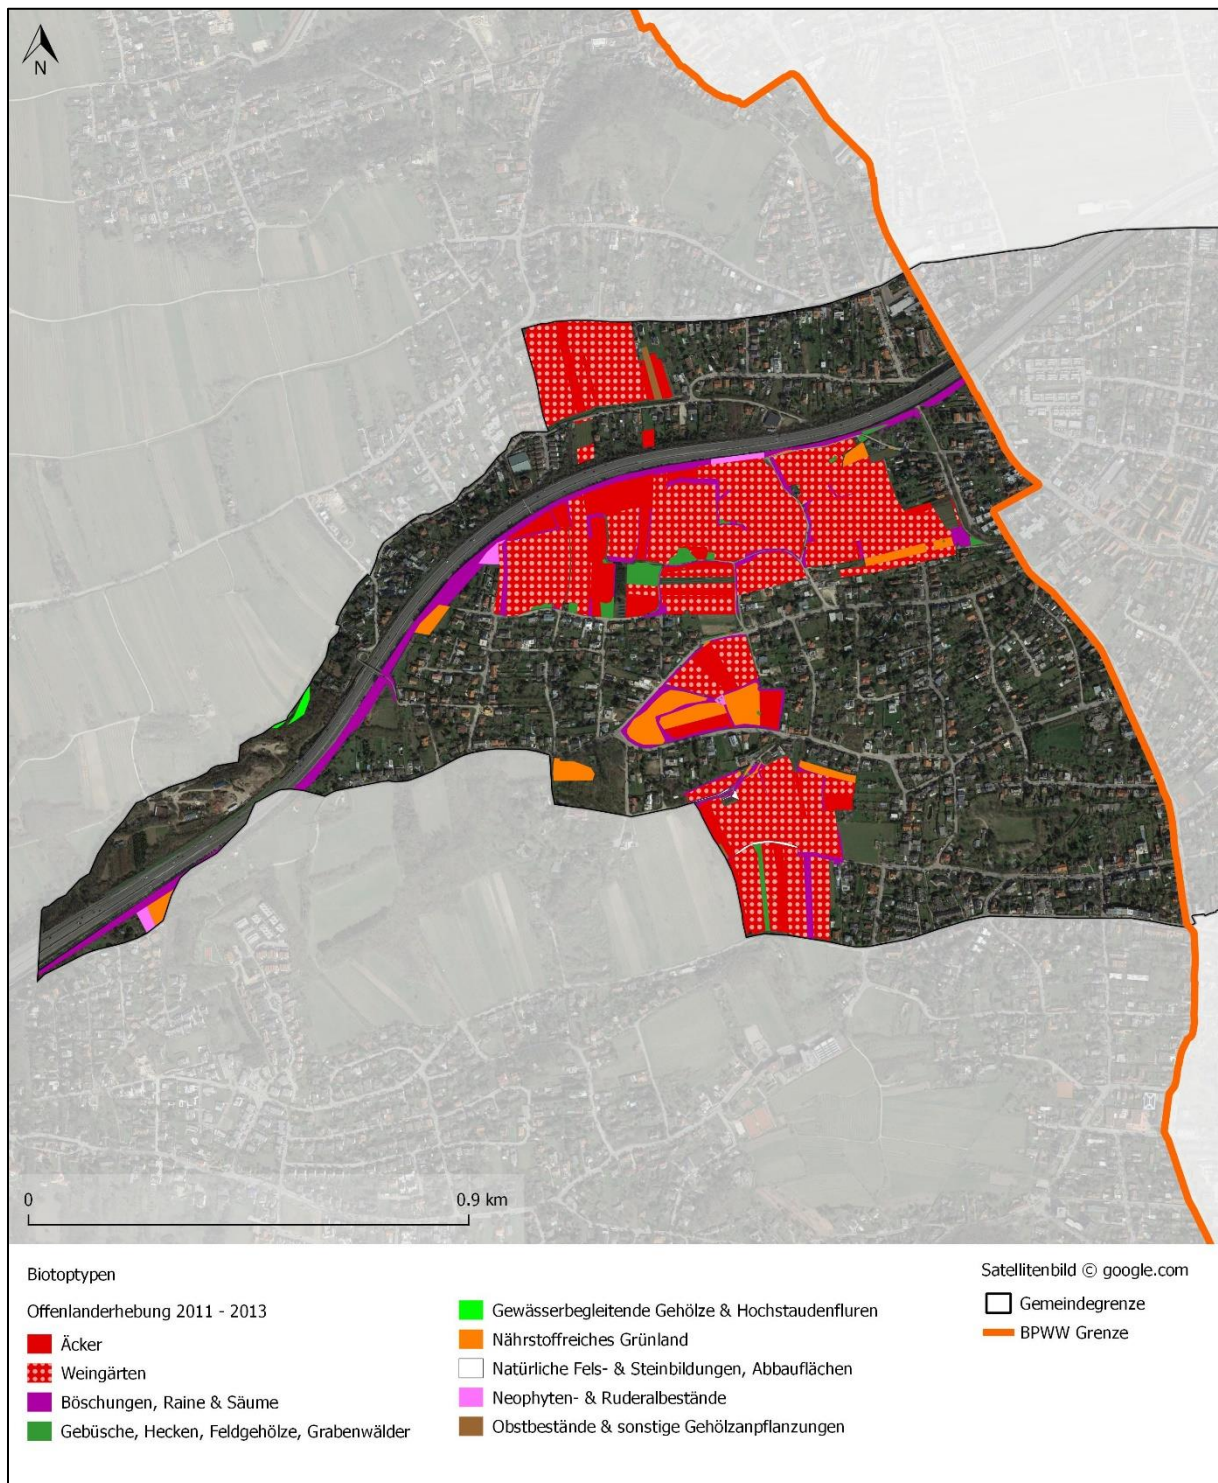 N
0
0.9 km
Biotoptypen
Offenlanderhebung 2011 - 2013
Äcker
Weingärten
Böschungen, Raine & Säume
Gebüsche, Hecken, Feldgehölze, Grabenwälder
Gewässerbegleitende Gehölze & Hochstaudenfluren
Nährstoffreiches Grünland
Natürliche Fels- & Steinbildungen, Abbauflächen
Neophyten- & Ruderalbestände
Obstbestände & sonstige Gehölzanpflanzungen
Satellitenbild © google.com
Gemeindegrenze
BPWW Grenze